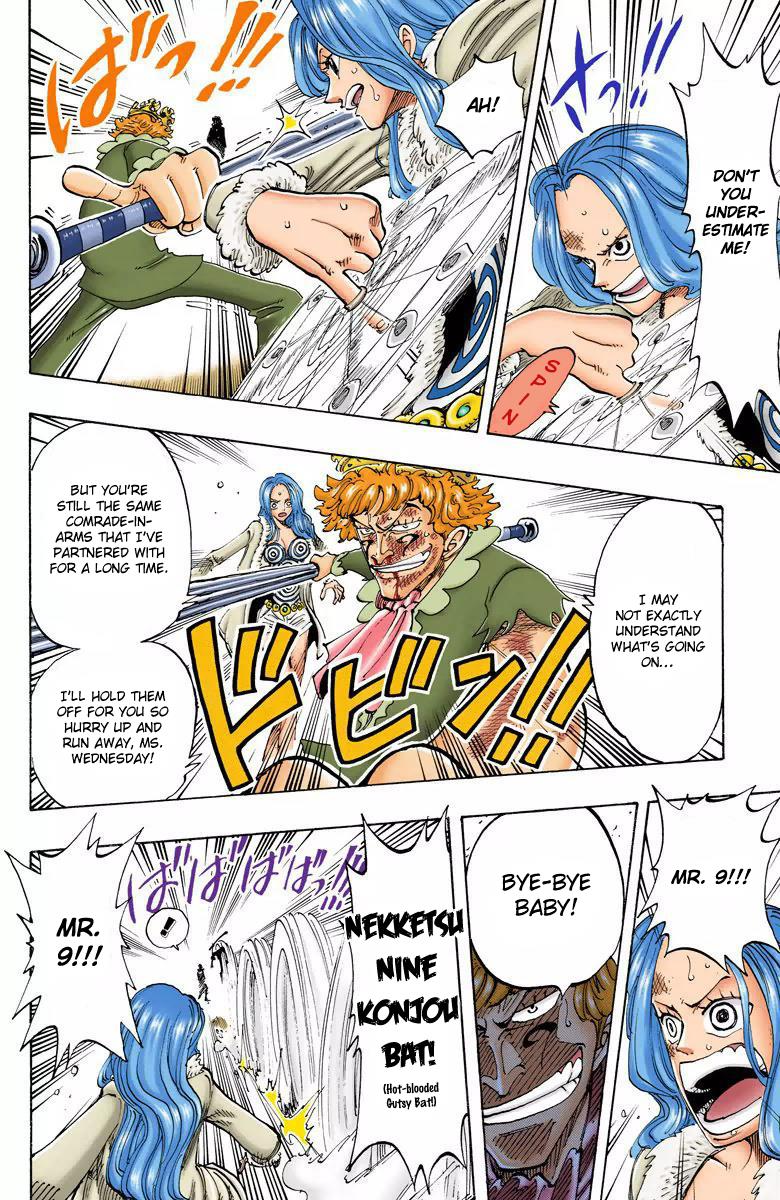 DON'T
YOU
UNDER-
ESTIMATE
ME!
さっ!!
SPIN
AH!
ばっ!!!
I MAY
NOT EXACTLY
UNDERSTAND
WHAT'S GOING
ON...
BUT YOU'RE
STILL THE SAME
COMRADE-IN-
ARMS THAT I'VE
PARTNERED WITH
FOR A LONG TIME.
I'LL HOLD THEM
OFF FOR YOU SO
HURRY UP AND
RUN AWAY, MS.
WEDNESDAY!
ドビン!!
MR. 9!!!
BYE-BYE
BABY!
NEKKETSU
NINE
KONJOU
BAT!
(Hot-blooded
Gutsy Bat!)
ばばばばっ!!!
!
MR.
9!!!